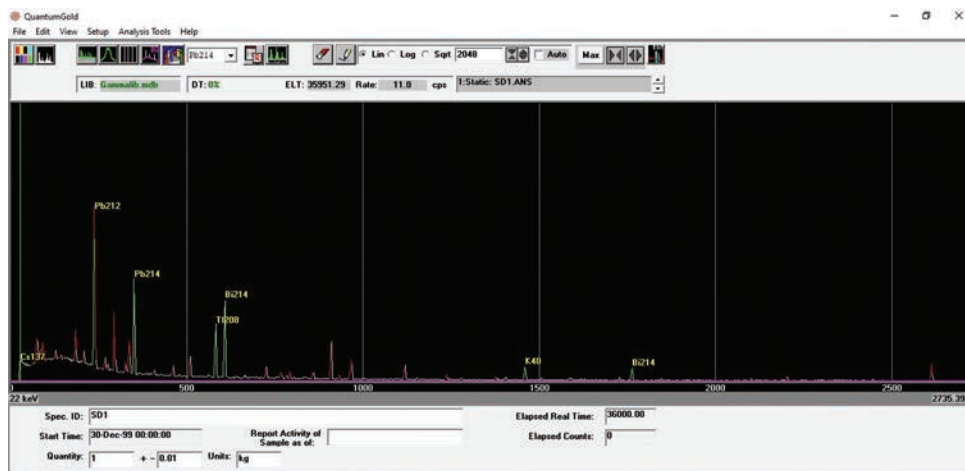 QuantumGold
File Edit View Setup Analysis Tools Help
Pb214 Lin Log Sqrt 2048 Auto Max
LIB: Gammalib.mdb DT: 0% ELT: 35951.29 Rate: 11.0 cps 1:Static: SD1.ANS
Pb212
Pb214
Bi214
Tl208
Cs137
K40
Bi214
0 500 1000 1500 2000 2500
22 keV 2735.39
Spec. ID: SD1 Elapsed Real Time: 36000.00
Start Time: 30-Dec-99 00:00:00 Report Activity of Sample as of: Elapsed Counts: 0
Quantity: 1 + - 0.01 Units: kg